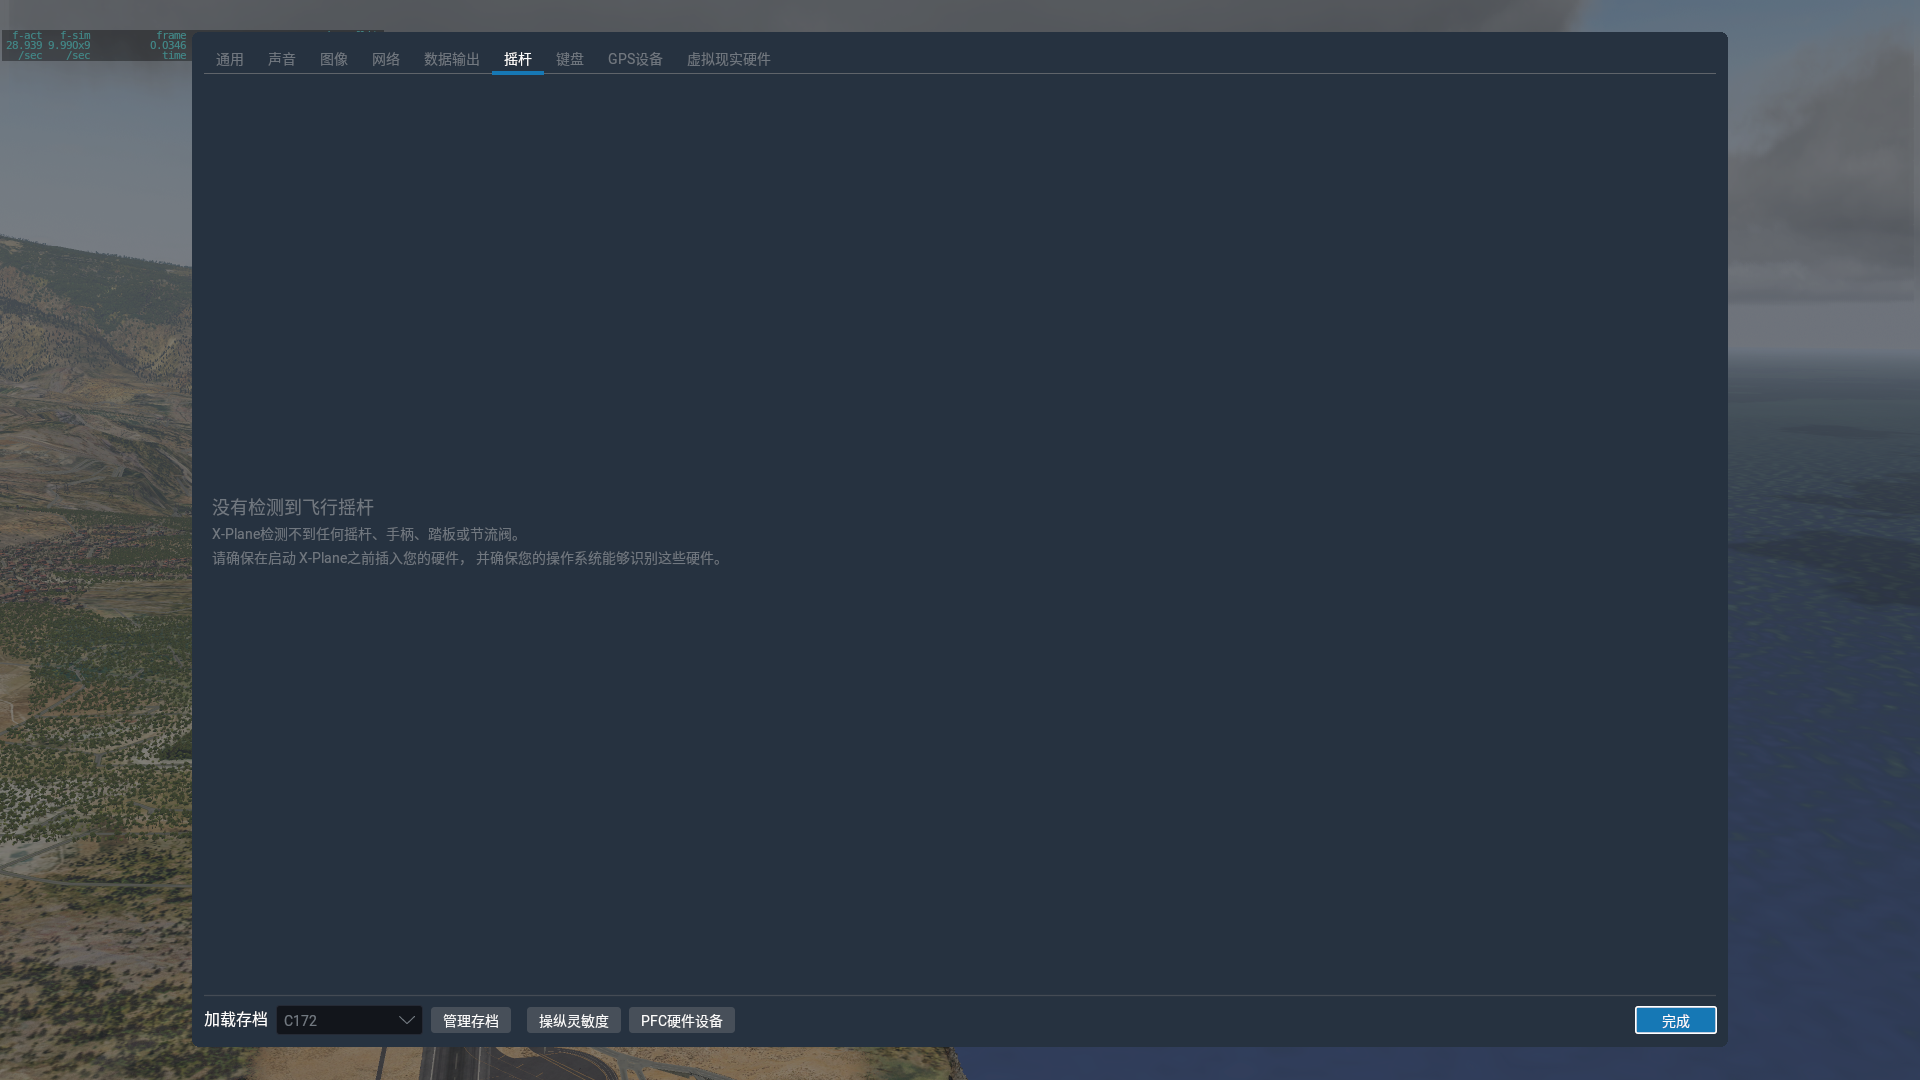 f-act f-sim frame
28.939 9.990x9 0.0346
/sec /sec time
通用 声音 图像 网络 数据输出 摇杆 键盘 GPS设备 虚拟现实硬件
没有检测到飞行摇杆
X-Plane检测不到任何摇杆、手柄、踏板或节流阀。
请确保在启动 X-Plane之前插入您的硬件， 并确保您的操作系统能够识别这些硬件。
加载存档 C172 管理存档 操纵灵敏度 PFC硬件设备 完成